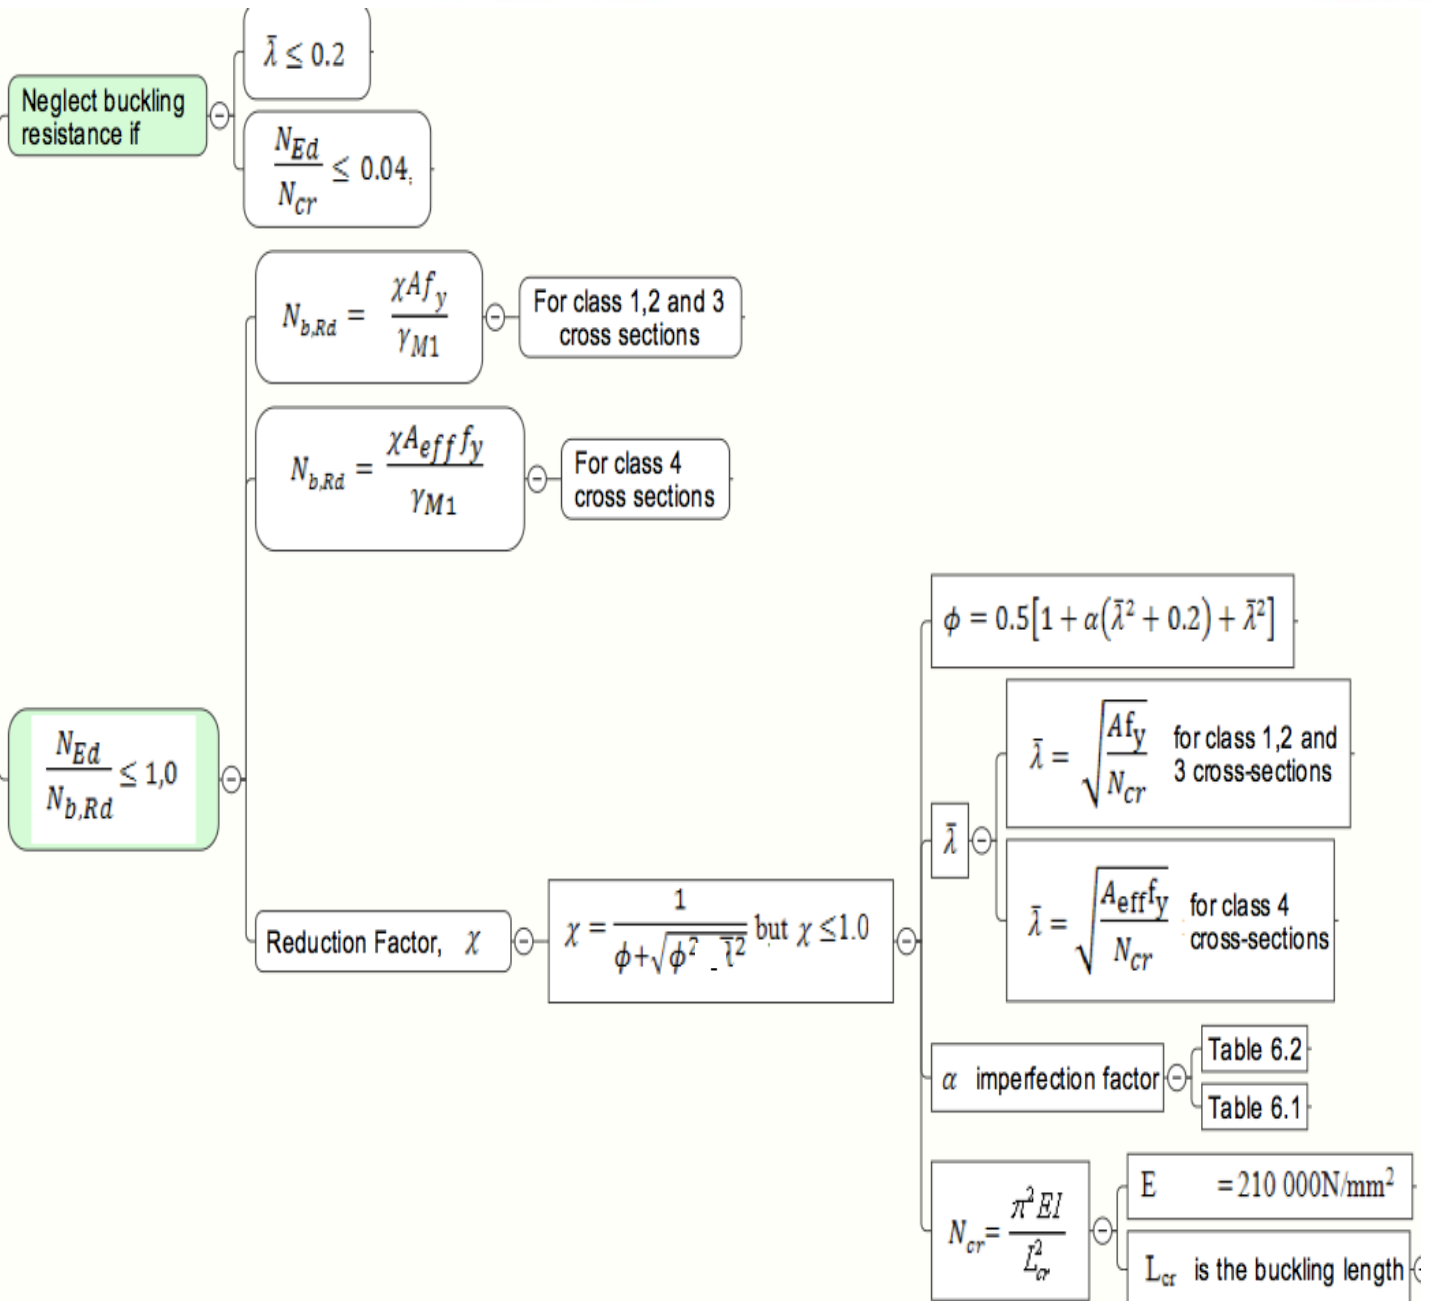 Neglect buckling
resistance if
λ̄ ≤ 0.2
N_Ed / N_cr ≤ 0.04,
N_Ed / N_b,Rd ≤ 1,0
N_b,Rd = χAf_y / γ_M1
For class 1,2 and 3
cross sections
N_b,Rd = χA_eff f_y / γ_M1
For class 4
cross sections
Reduction Factor, χ
χ = 1 / (ϕ+√(ϕ² - λ̄²)) but χ ≤1.0
ϕ = 0.5[1 + α(λ̄² + 0.2) + λ̄²]
λ̄
λ̄ = √(Af_y / N_cr) for class 1,2 and
3 cross-sections
λ̄ = √(A_eff f_y / N_cr) for class 4
cross-sections
α imperfection factor
Table 6.2
Table 6.1
N_cr = π²EI / L²_cr
E =210 000N/mm²
L_cr is the buckling length